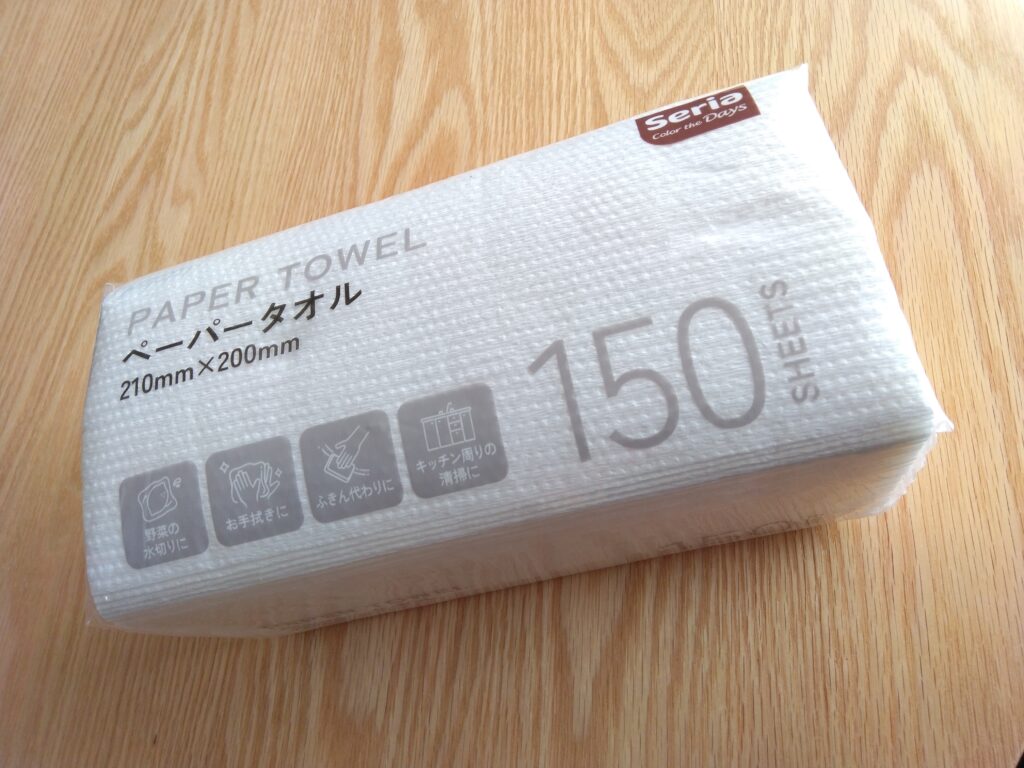 Seria
Color the Days
PAPER TOWEL
ペーパータオル
210mm×200mm
150
SHEETS
野菜の
水切りに
お手拭きに
ふきん代わりに
キッチン周りの
清掃に